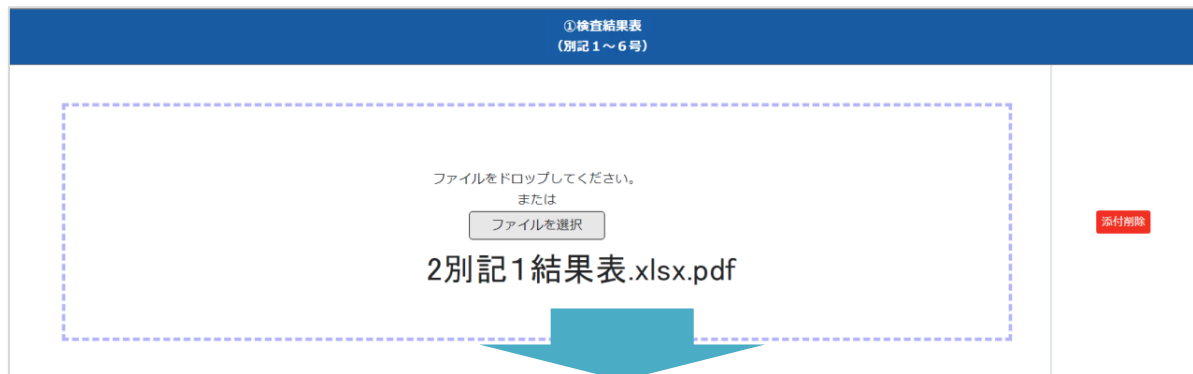 ①検査結果表
（別記１～６号）
ファイルをドロップしてください。
または
ファイルを選択
添付削除
2別記1結果表.xlsx.pdf